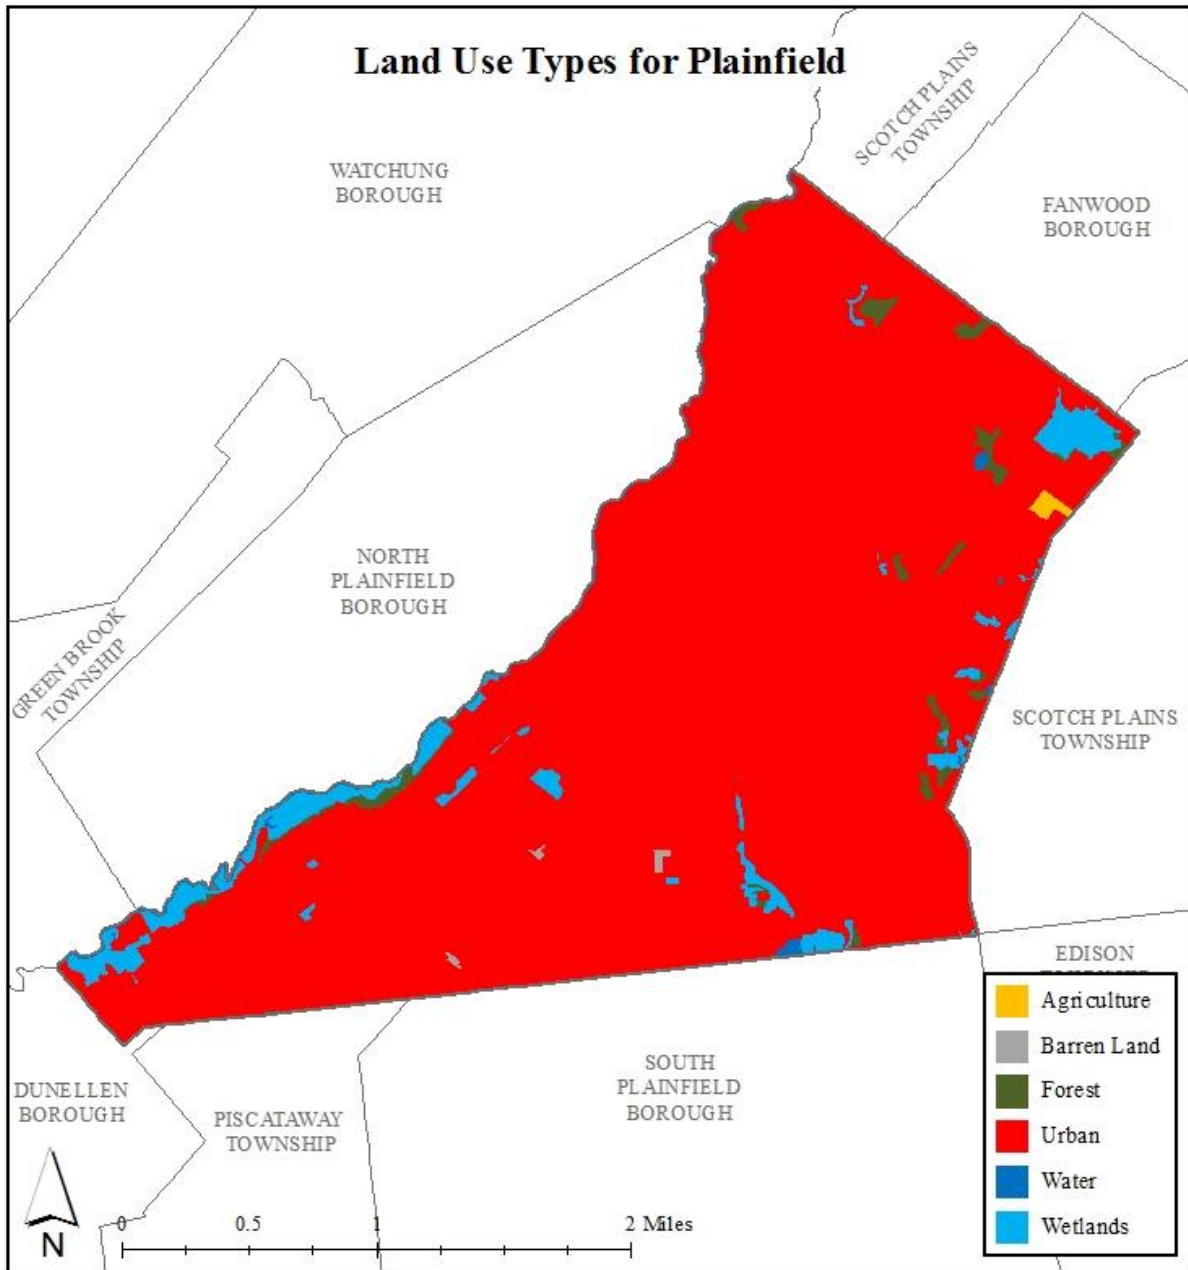 Land Use Types for Plainfield
SCOTCH PLAINS
TOWNSHIP
WATCHUNG
BOROUGH
FANWOOD
BOROUGH
NORTH
PLAINFIELD
BOROUGH
GREEN BROOK
TOWNSHIP
SCOTCH PLAINS
TOWNSHIP
EDISON
SOUTH
PLAINFIELD
BOROUGH
DUNELLEN
BOROUGH
PISCATAWAY
TOWNSHIP
Agriculture
Barren Land
Forest
Urban
Water
Wetlands
N
0 0.5 1 2 Miles